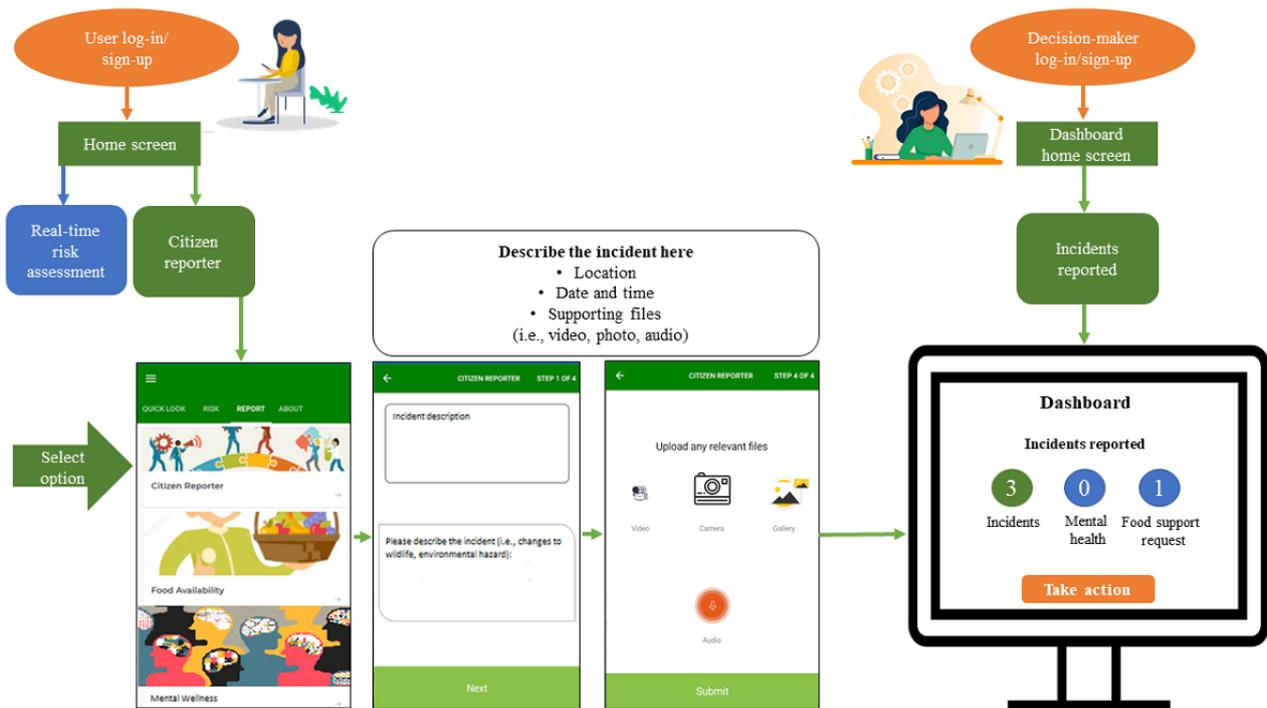 User log-in/
sign-up
Home screen
Real-time
risk
assessment
Citizen
reporter
Select
option
QUICK LOOK RISK REPORT ABOUT
Citizen Reporter
Food Availability
Mental Wellness
Describe the incident here
• Location
• Date and time
• Supporting files
(i.e., video, photo, audio)
CITIZEN REPORTER STEP 1 OF 4
Incident description
Please describe the incident (i.e., changes to
wildlife, environmental hazard):
Next
CITIZEN REPORTER STEP 4 OF 4
Upload any relevant files
Video
Camera
Gallery
Audio
Submit
Decision-maker
log-in/sign-up
Dashboard
home screen
Incidents
reported
Dashboard
Incidents reported
3 0 1
Incidents
Mental
health
Food support
request
Take action